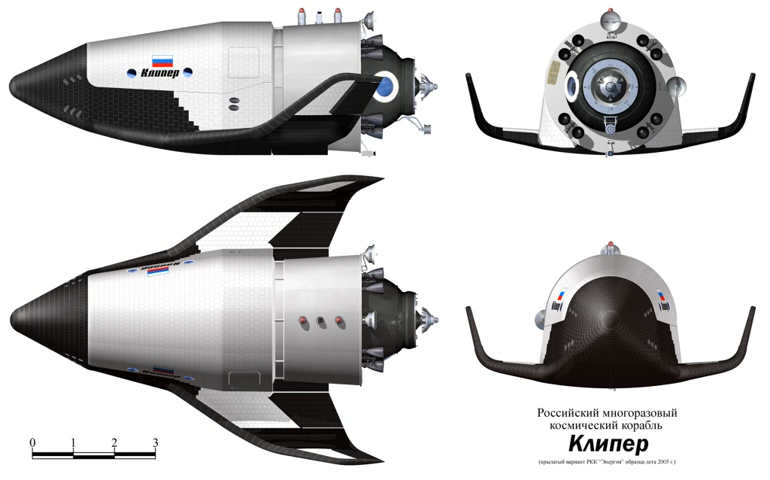 Клипер
Российский многоразовый
космический корабль
Клипер
(крылатый вариант РКК "Энергия" образца лета 2005 г.)
0 1 2 3